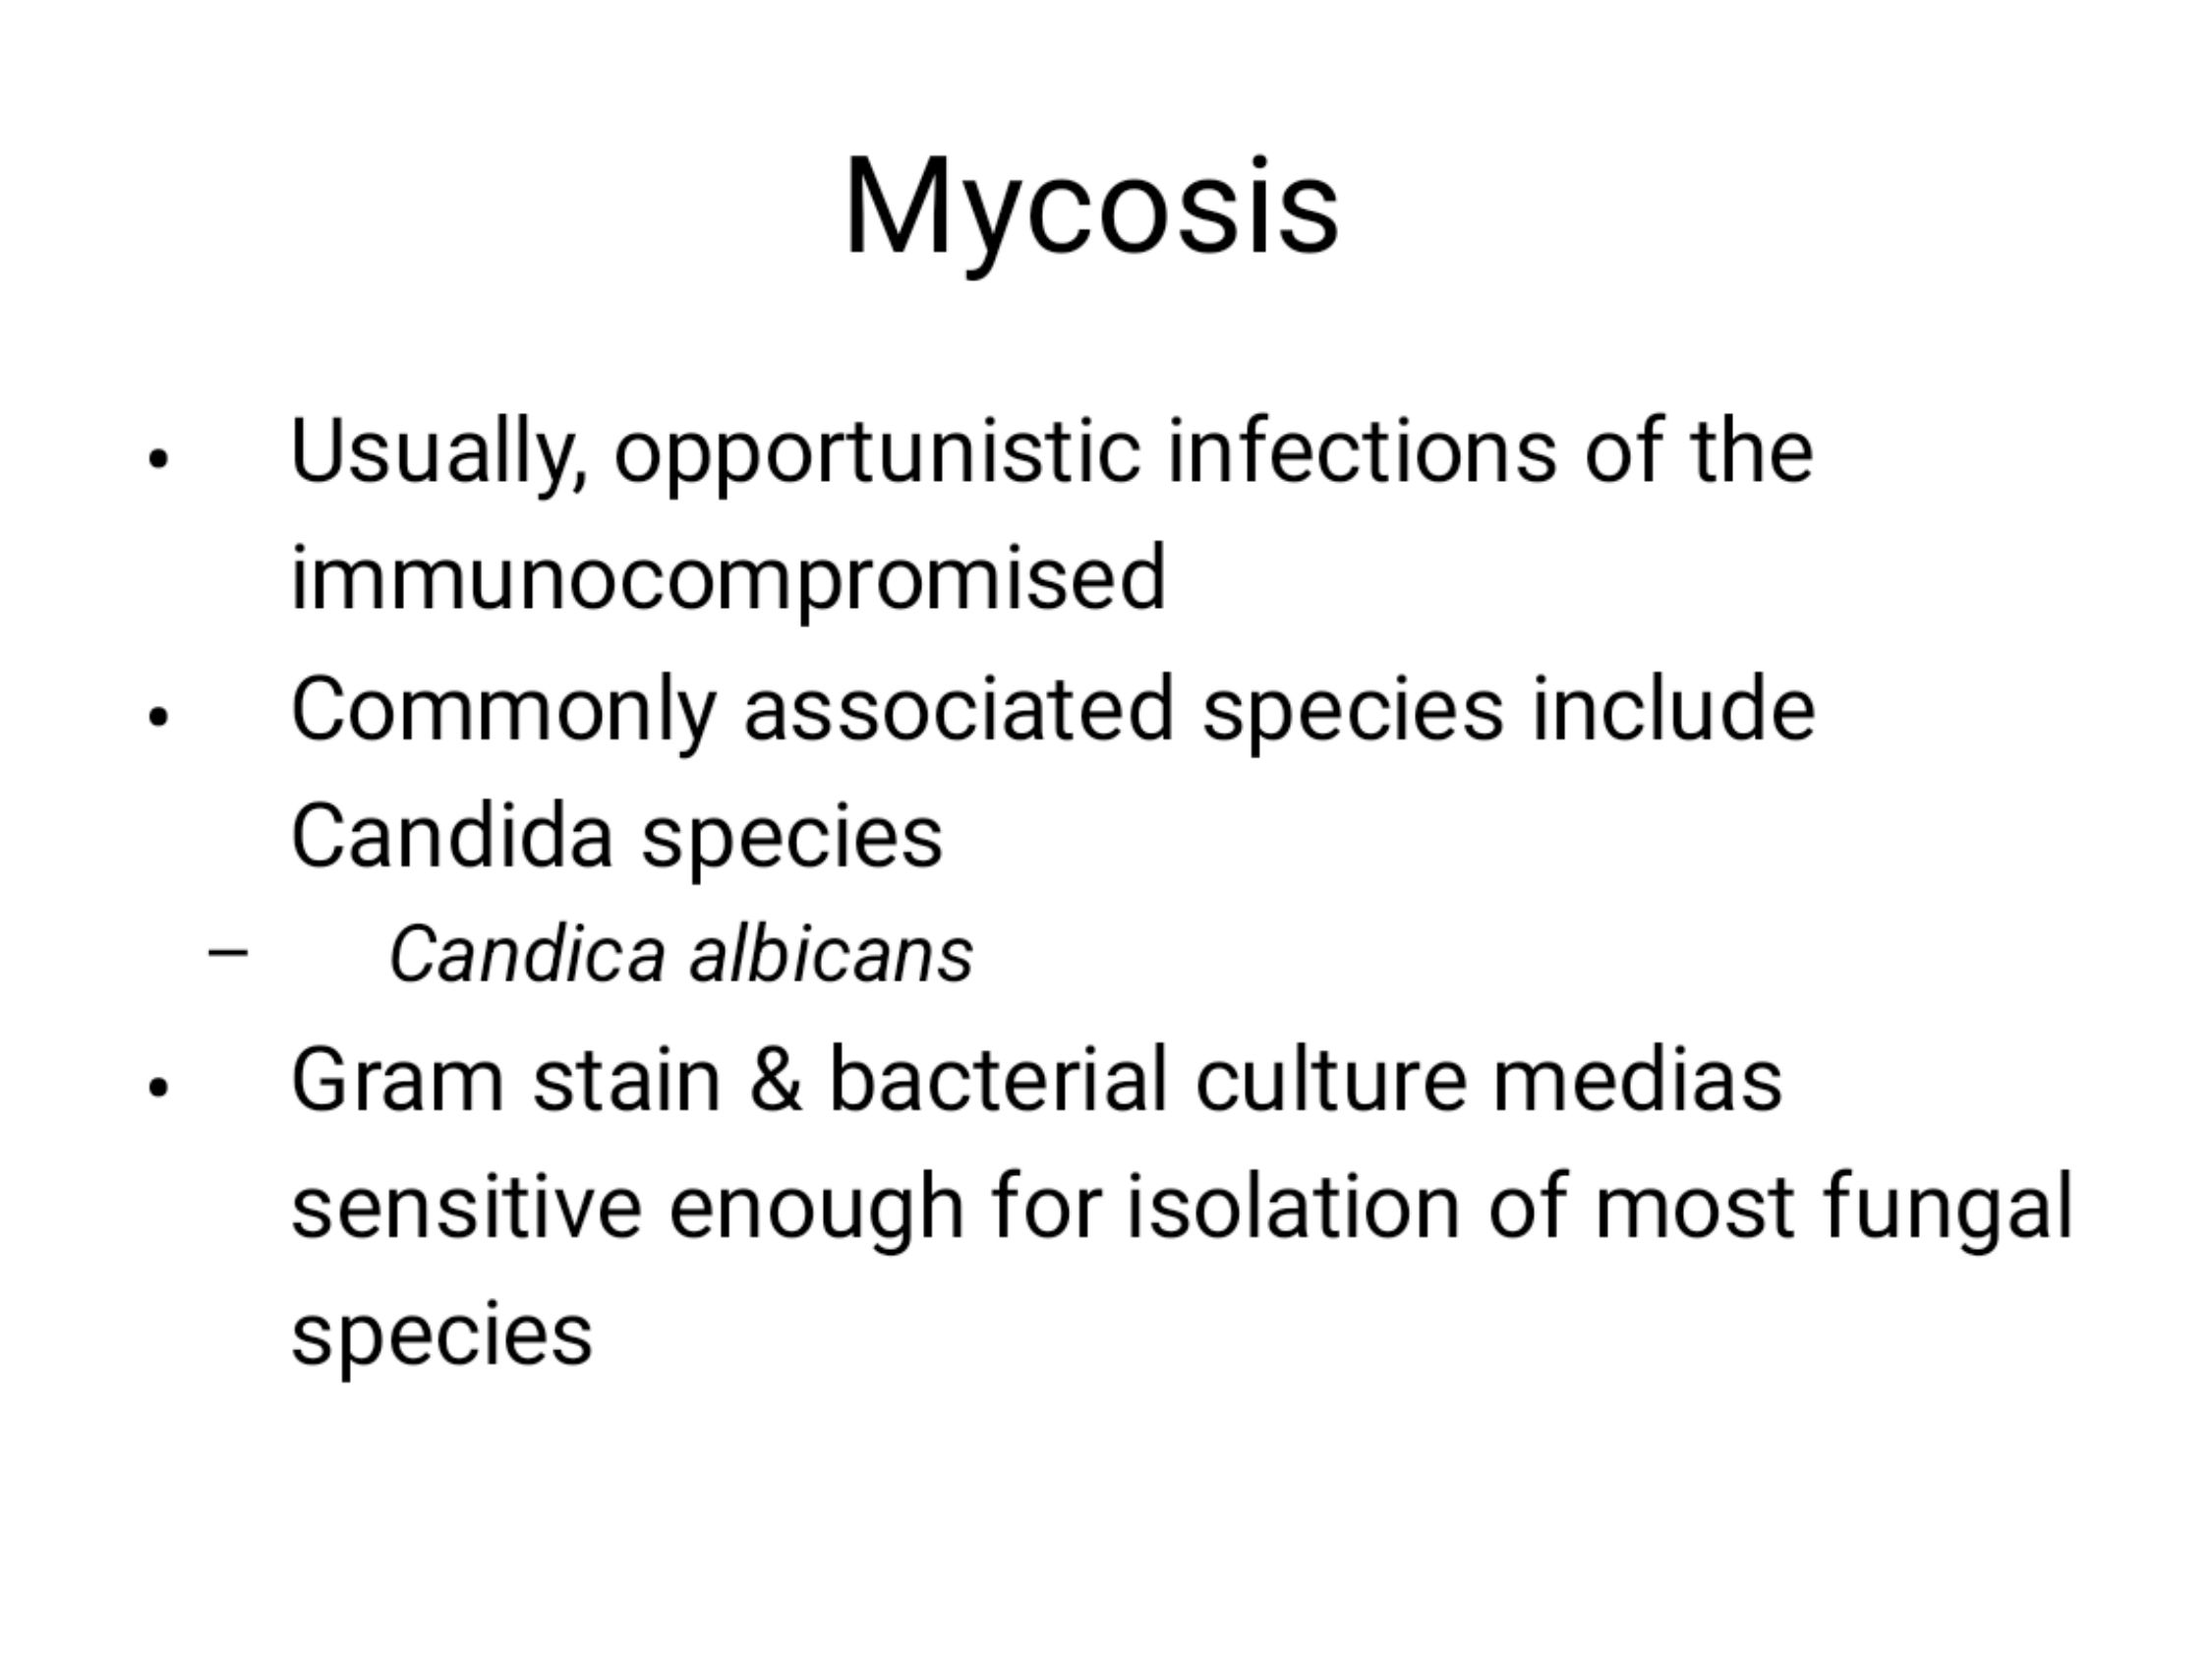 Mycosis
• Usually, opportunistic infections of the
immunocompromised
• Commonly associated species include
Candida species
– Candica albicans
• Gram stain & bacterial culture medias
sensitive enough for isolation of most fungal
species